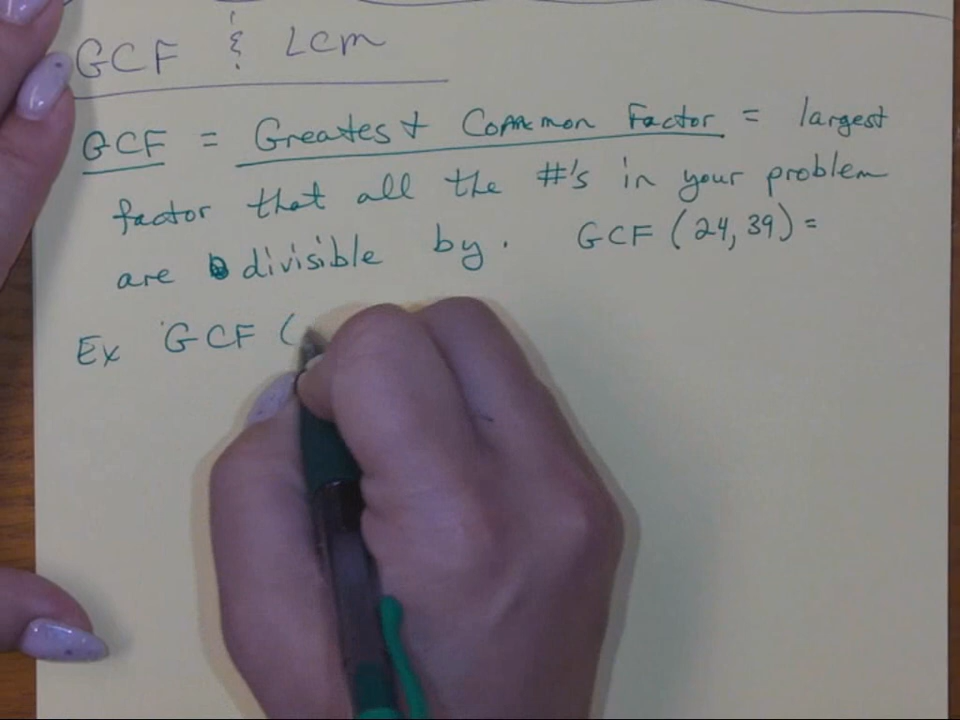 GCF & LCM
GCF = Greatest Common Factor = largest
factor that all the #'s in your problem
are divisible by. GCF (24, 39) =
Ex GCF (